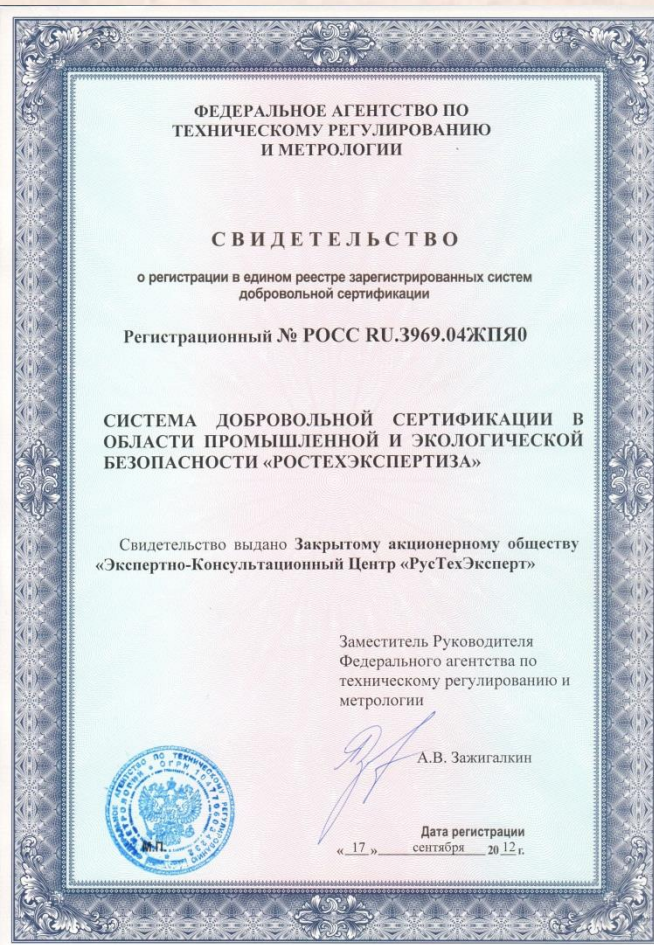 ФЕДЕРАЛЬНОЕ АГЕНТСТВО ПО
ТЕХНИЧЕСКОМУ РЕГУЛИРОВАНИЮ
И МЕТРОЛОГИИ
СВИДЕТЕЛЬСТВО
о регистрации в едином реестре зарегистрированных систем
добровольной сертификации
Регистрационный № РОСС RU.З969.04ЖПЯ0
СИСТЕМА ДОБРОВОЛЬНОЙ СЕРТИФИКАЦИИ В
ОБЛАСТИ ПРОМЫШЛЕННОЙ И ЭКОЛОГИЧЕСКОЙ
БЕЗОПАСНОСТИ «РОСТЕХЭКСПЕРТИЗА»
Свидетельство выдано Закрытому акционерному обществу
«Экспертно-Консультационный Центр «РусТехЭксперт»
Заместитель Руководителя
Федерального агентства по
техническому регулированию и
метрологии
А.В. Зажигалкин
М.П.
Дата регистрации
« 17 » сентября 20 12 г.